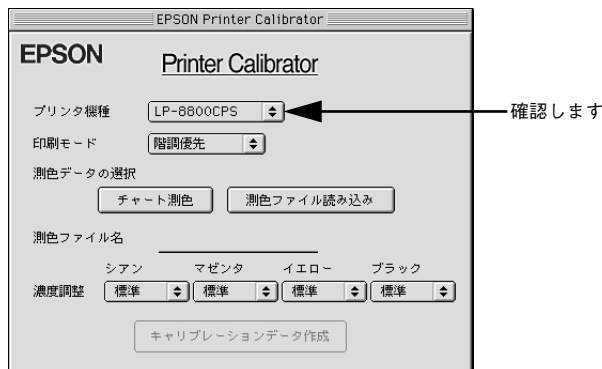 EPSON Printer Calibrator
EPSON Printer Calibrator
プリンタ機種 LP-8800CPS 確認します
印刷モード 階調優先
測色データの選択
チャート測色 測色ファイル読み込み
測色ファイル名
シアン マゼンタ イエロー ブラック
濃度調整 標準 標準 標準 標準
キャリブレーションデータ作成